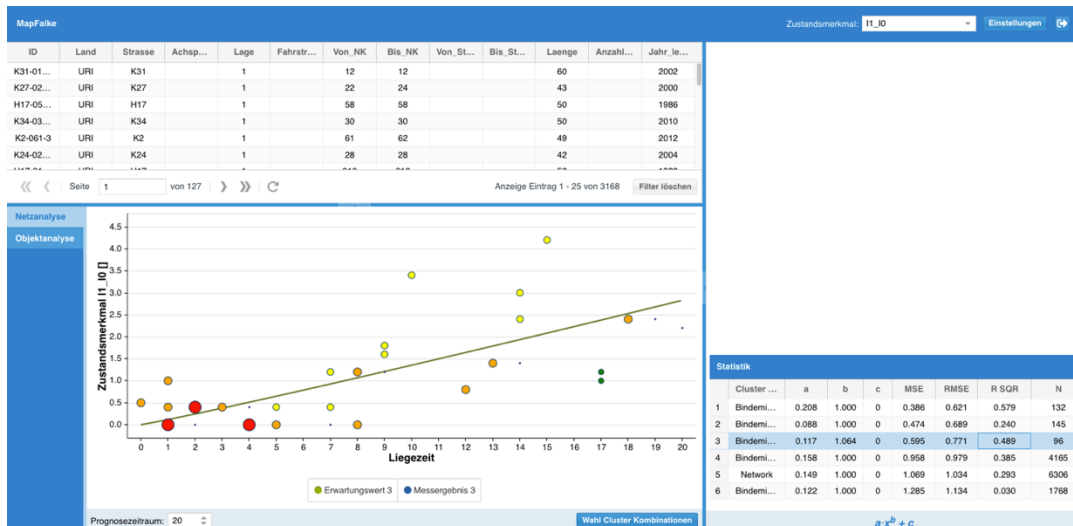 MapFalke Zustandsmerkmal: I1_I0 Einstellungen
ID Land Strasse Achsp... Lage Fahrstr... Von_NK Bis_NK Von_St... Bis_St... Laenge Anzahl... Jahr_le...
K31-01... URI K31 1 12 12 60 2002
K27-02... URI K27 1 22 24 43 2000
H17-05... URI H17 1 58 58 50 1986
K34-03... URI K34 1 30 30 50 2010
K2-061-3 URI K2 1 61 62 49 2012
K24-02... URI K24 1 28 28 42 2004
Seite 1 von 127 Anzeige Eintrag 1 - 25 von 3168 Filter löschen
Netzanalyse
Objektanalyse
Zustandsmerkmal I1_I0 []
4.5
4.0
3.5
3.0
2.5
2.0
1.5
1.0
0.5
0.0
0 1 2 3 4 5 6 7 8 9 10 11 12 13 14 15 16 17 18 19 20
Liegezeit
Erwartungswert 3 Messergebnis 3
Prognosezeitraum: 20 Wahl Cluster Kombinationen
Statistik
Cluster ... a b c MSE RMSE R SQR N
1 Bindemi... 0.208 1.000 0 0.386 0.621 0.579 132
2 Bindemi... 0.088 1.000 0 0.474 0.689 0.240 145
3 Bindemi... 0.117 1.064 0 0.595 0.771 0.489 96
4 Bindemi... 0.158 1.000 0 0.958 0.979 0.385 4165
5 Network 0.149 1.000 0 1.069 1.034 0.293 6306
6 Bindemi... 0.122 1.000 0 1.285 1.134 0.030 1768
a·x^b + c